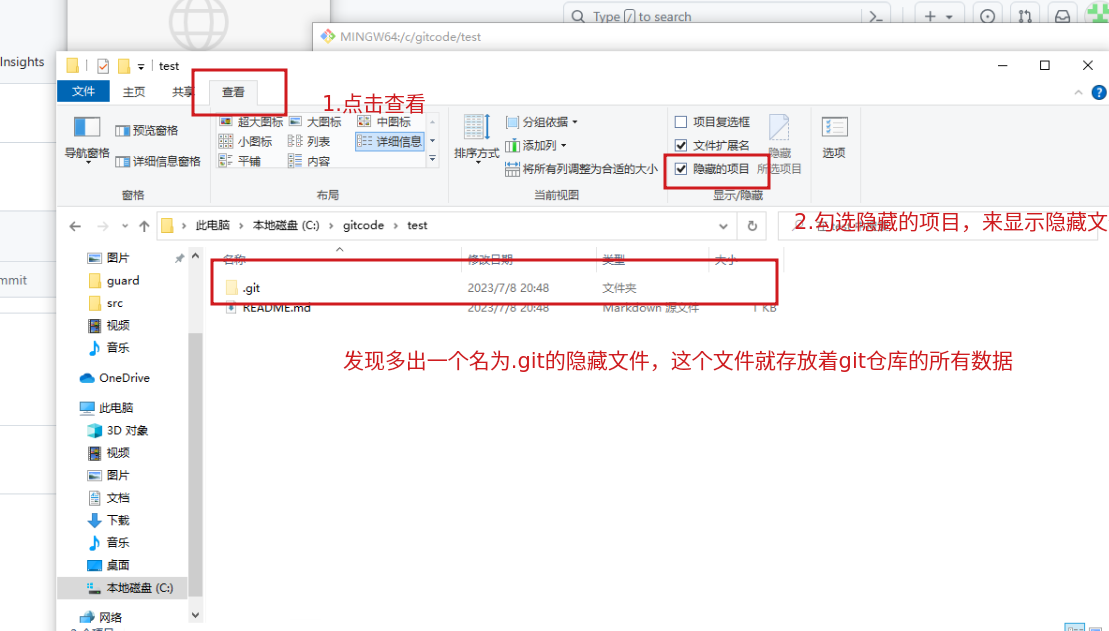 Type / to search
Insights
MINGW64:/c/gitcode/test
test
文件 主页 共享 查看
1.点击查看
超大图标 大图标 中图标
小图标 列表 详细信息
平铺 内容
导航窗格
预览窗格
详细信息窗格
排序方式
分组依据
添加列
将所有列调整为合适的大小
项目复选框
文件扩展名
隐藏的项目
隐藏
所选项目
选项
窗格 布局 当前视图 显示/隐藏
此电脑 › 本地磁盘 (C:) › gitcode › test
2.勾选隐藏的项目，来显示隐藏文
名称 修改日期 类型 大小
.git 2023/7/8 20:48 文件夹
README.md 2023/7/8 20:48 Markdown 源文件 1 KB
发现多出一个名为.git的隐藏文件，这个文件就存放着git仓库的所有数据
mmit
图片
guard
src
视频
音乐
OneDrive
此电脑
3D 对象
视频
图片
文档
下载
音乐
桌面
本地磁盘 (C:)
网络